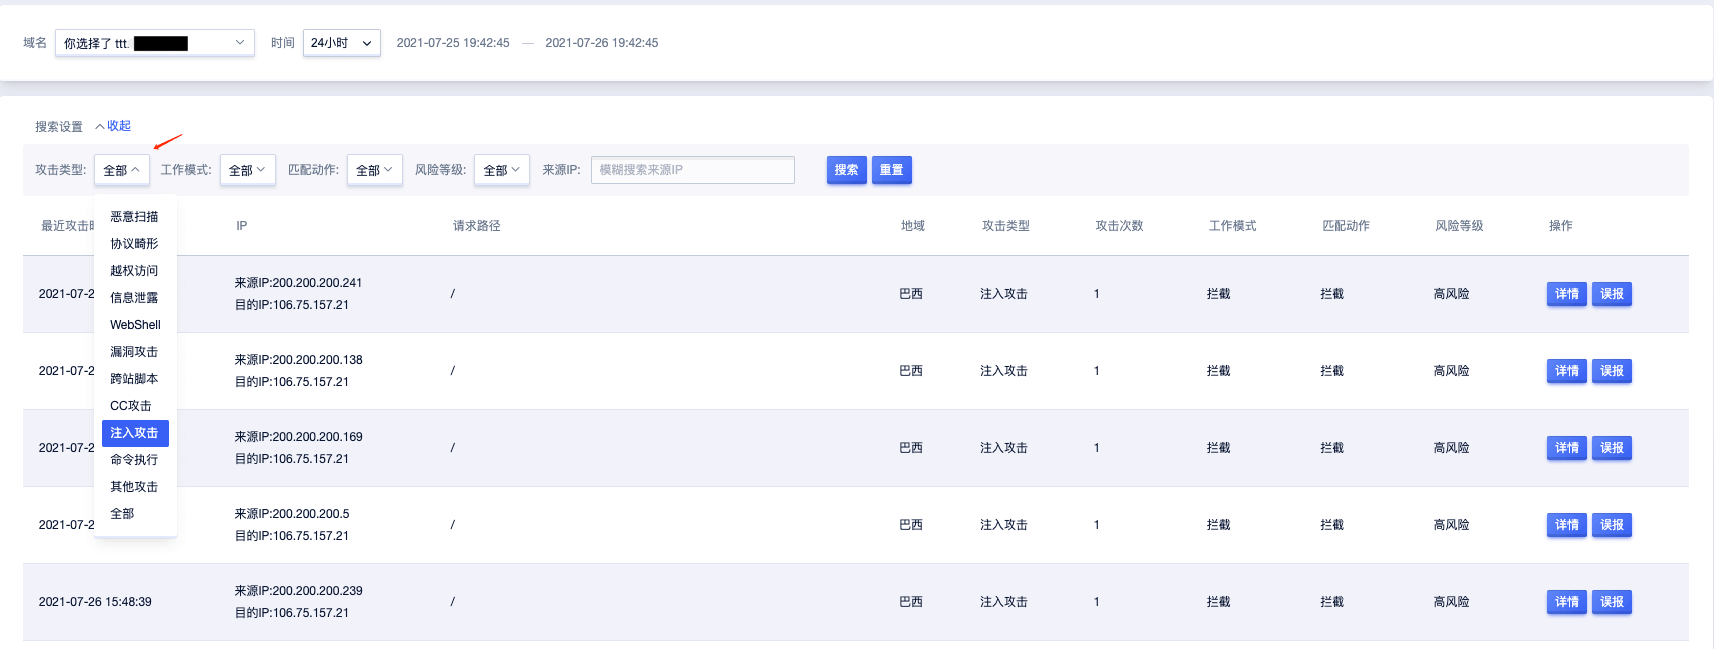 域名 你选择了 ttt. 时间 24小时 2021-07-25 19:42:45 — 2021-07-26 19:42:45
搜索设置 收起
攻击类型: 全部 工作模式: 全部 匹配动作: 全部 风险等级: 全部 来源IP: 模糊搜索来源IP 搜索 重置
恶意扫描
协议畸形
越权访问
信息泄露
WebShell
漏洞攻击
跨站脚本
CC攻击
注入攻击
命令执行
其他攻击
全部
最近攻击 IP 请求路径 地域 攻击类型 攻击次数 工作模式 匹配动作 风险等级 操作
2021-07-2 来源IP:200.200.200.241 / 巴西 注入攻击 1 拦截 拦截 高风险 详情 误报
目的IP:106.75.157.21
2021-07-2 来源IP:200.200.200.138 / 巴西 注入攻击 1 拦截 拦截 高风险 详情 误报
目的IP:106.75.157.21
2021-07-2 来源IP:200.200.200.169 / 巴西 注入攻击 1 拦截 拦截 高风险 详情 误报
目的IP:106.75.157.21
2021-07-2 来源IP:200.200.200.5 / 巴西 注入攻击 1 拦截 拦截 高风险 详情 误报
目的IP:106.75.157.21
2021-07-26 15:48:39 来源IP:200.200.200.239 / 巴西 注入攻击 1 拦截 拦截 高风险 详情 误报
目的IP:106.75.157.21